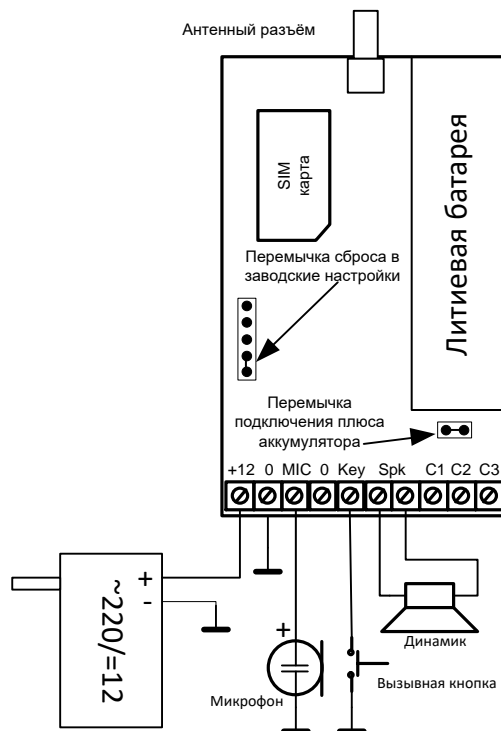 Антенный разъём
SIM
карта
Литиевая батарея
Перемычка сброса в
заводские настройки
Перемычка
подключения плюса
аккумулятора
+12 0 MIC 0 Key Spk C1 C2 C3
+
-
~220/=12
+
Микрофон
Динамик
Вызывная кнопка